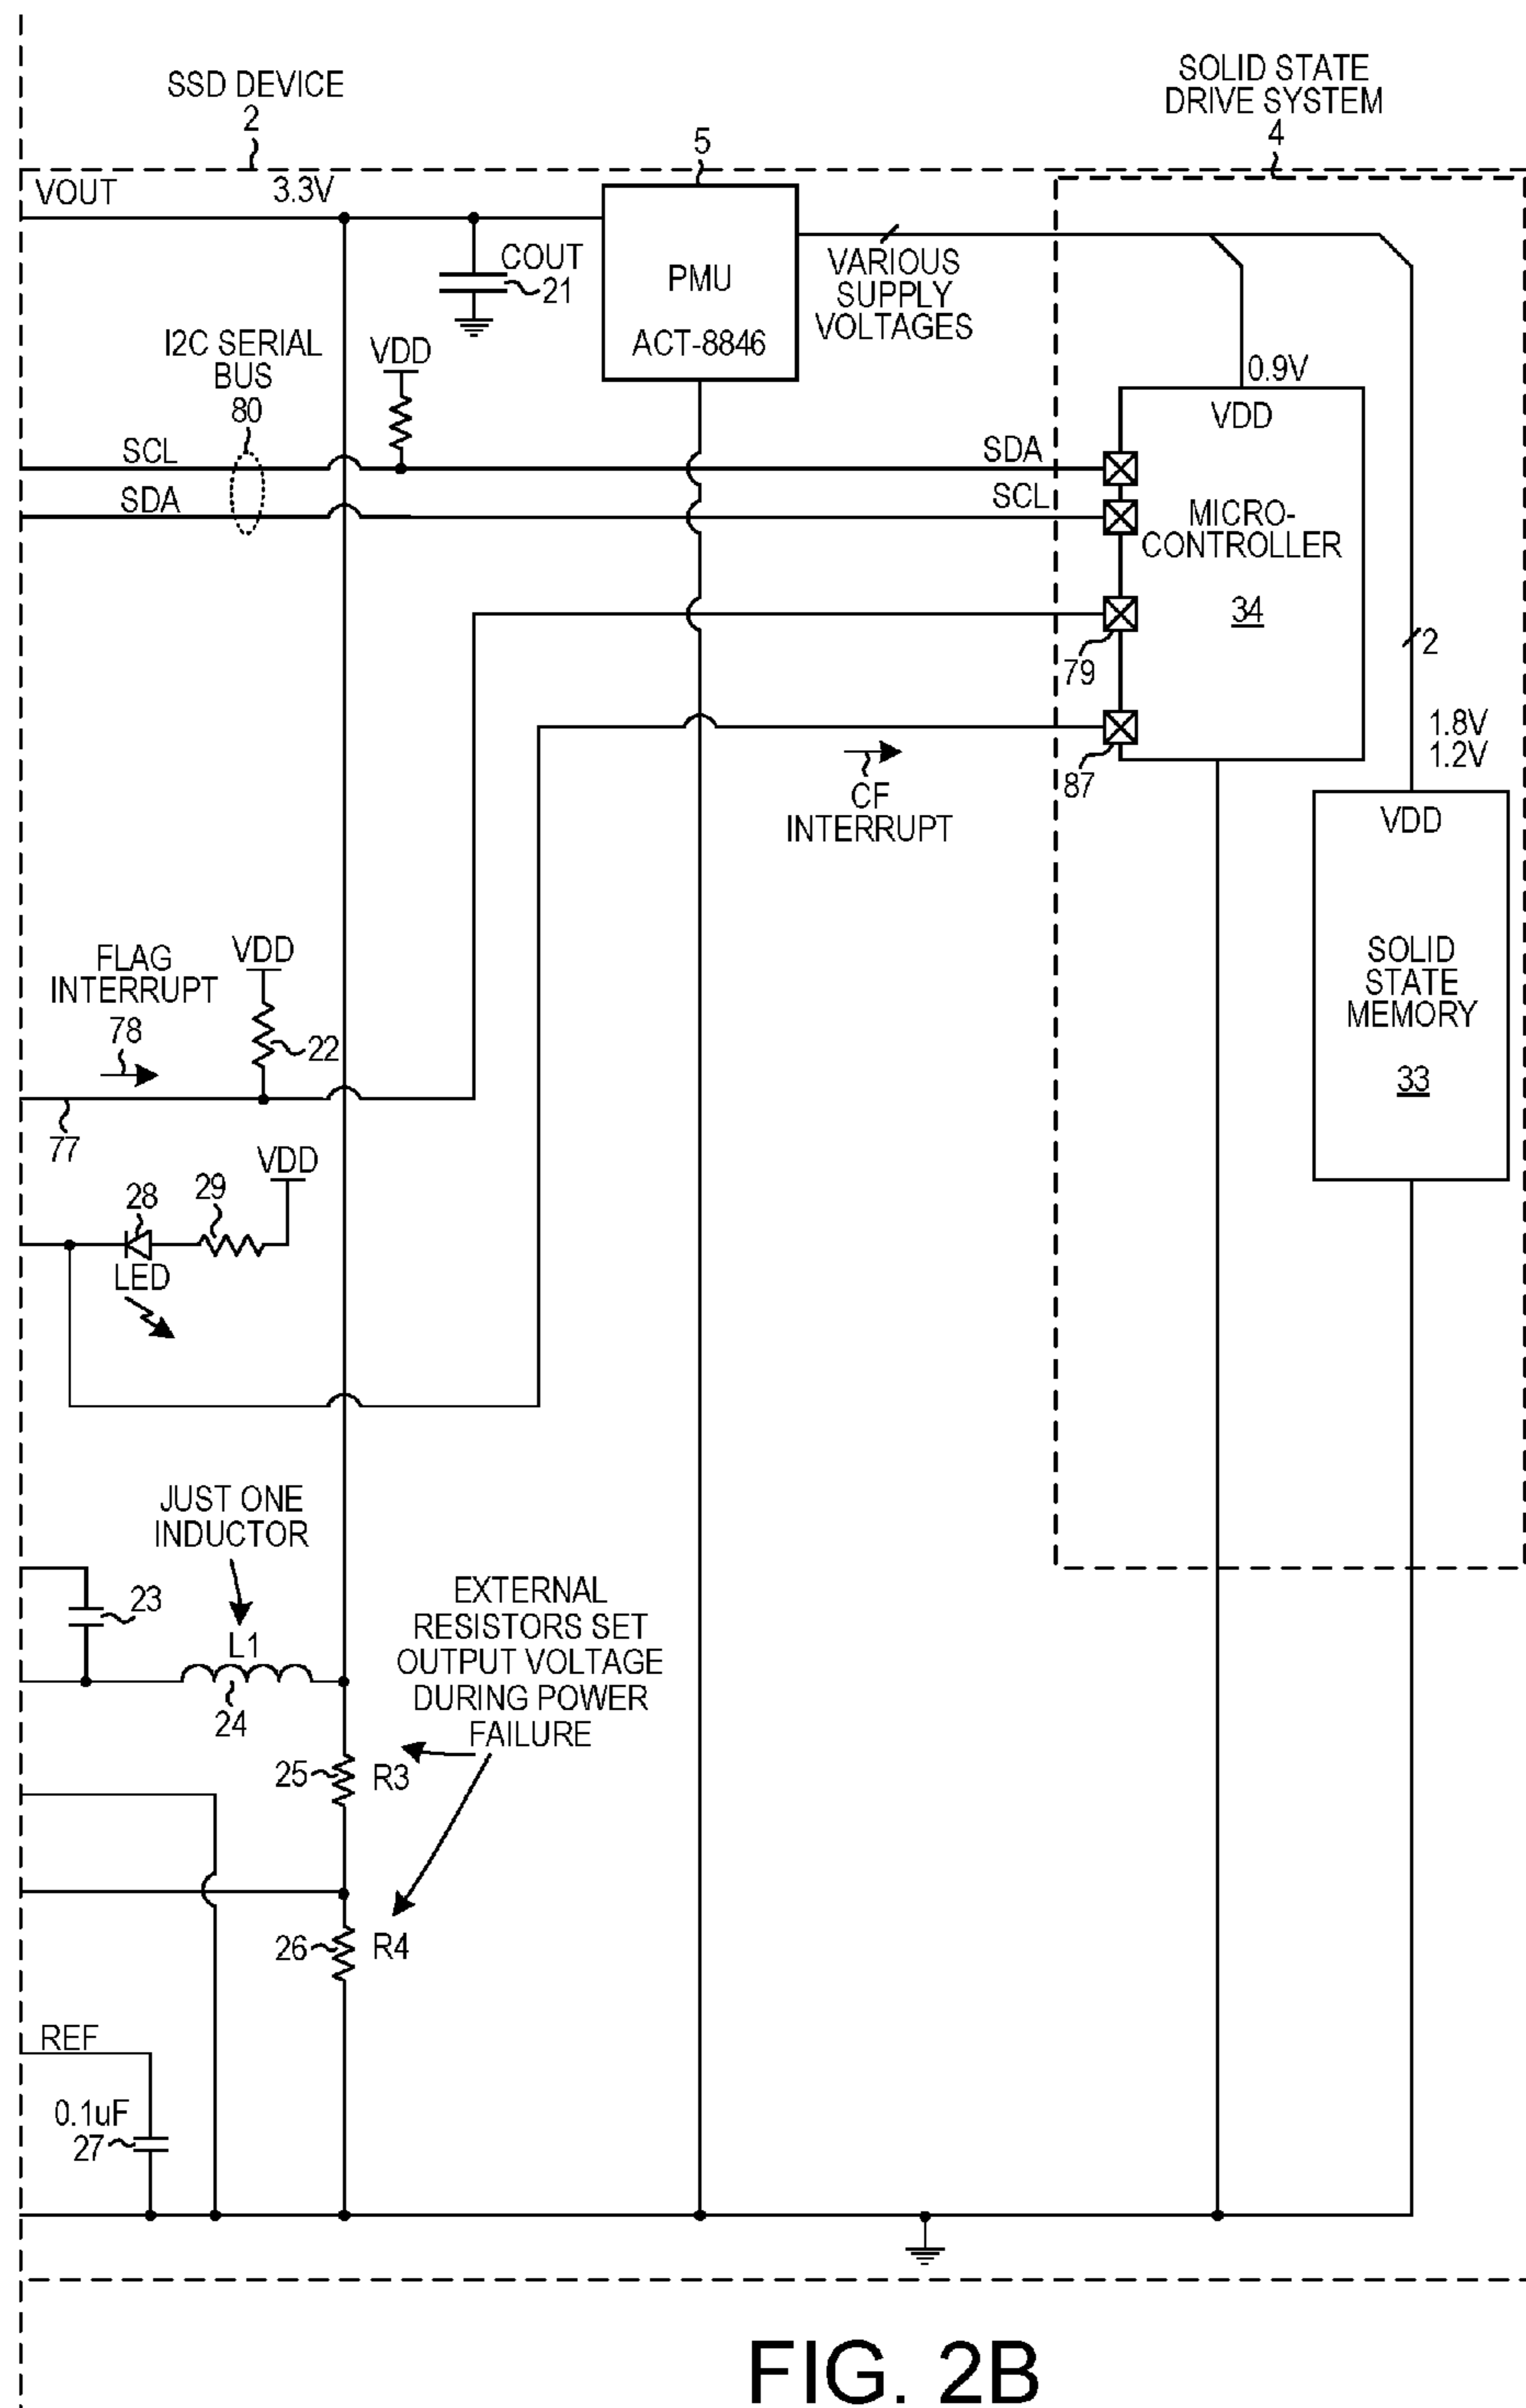 SSD DEVICE
2
SOLID STATE
DRIVE SYSTEM
4
5
VOUT
3.3V
COUT
21
PMU
ACT-8846
VARIOUS
SUPPLY
VOLTAGES
I2C SERIAL
BUS
80
VDD
0.9V
VDD
SCL
SDA
SDA
SCL
MICRO-
CONTROLLER
34
79
2
87
1.8V
1.2V
CF
INTERRUPT
VDD
SOLID
STATE
MEMORY
33
FLAG
INTERRUPT
78
VDD
22
77
VDD
28
29
LED
JUST ONE
INDUCTOR
23
L1
24
EXTERNAL
RESISTORS SET
OUTPUT VOLTAGE
DURING POWER
FAILURE
25
R3
26
R4
REF
0.1uF
27
FIG. 2B